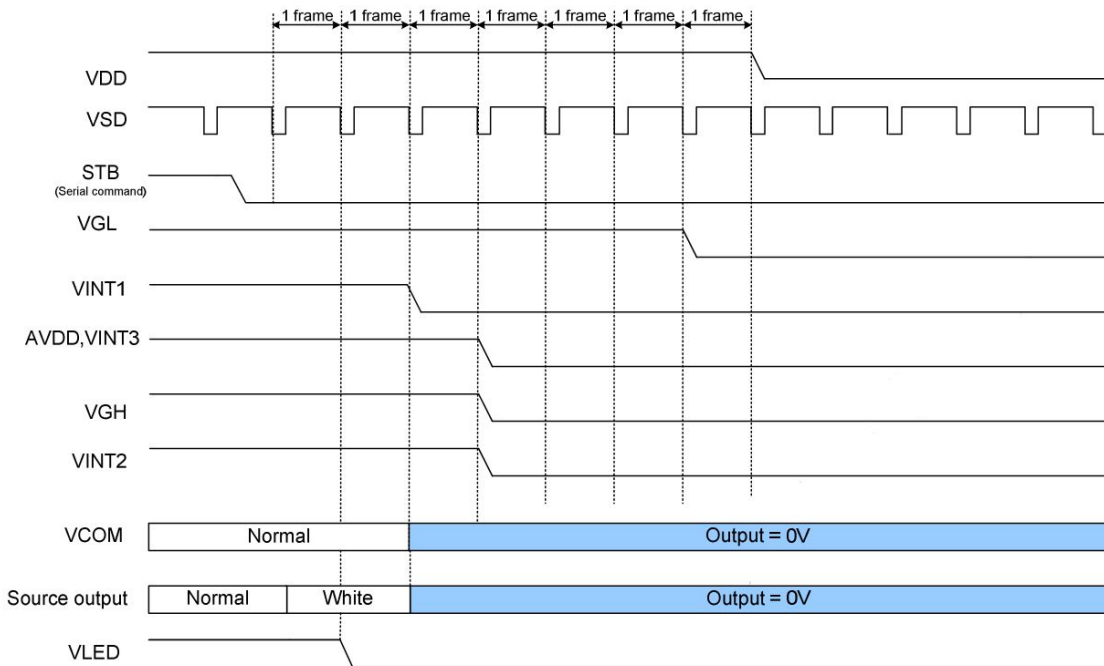 1 frame 1 frame 1 frame 1 frame 1 frame 1 frame 1 frame
VDD
VSD
STB
(Serial command)
VGL
VINT1
AVDD,VINT3
VGH
VINT2
VCOM Normal Output = 0V
Source output Normal White Output = 0V
VLED